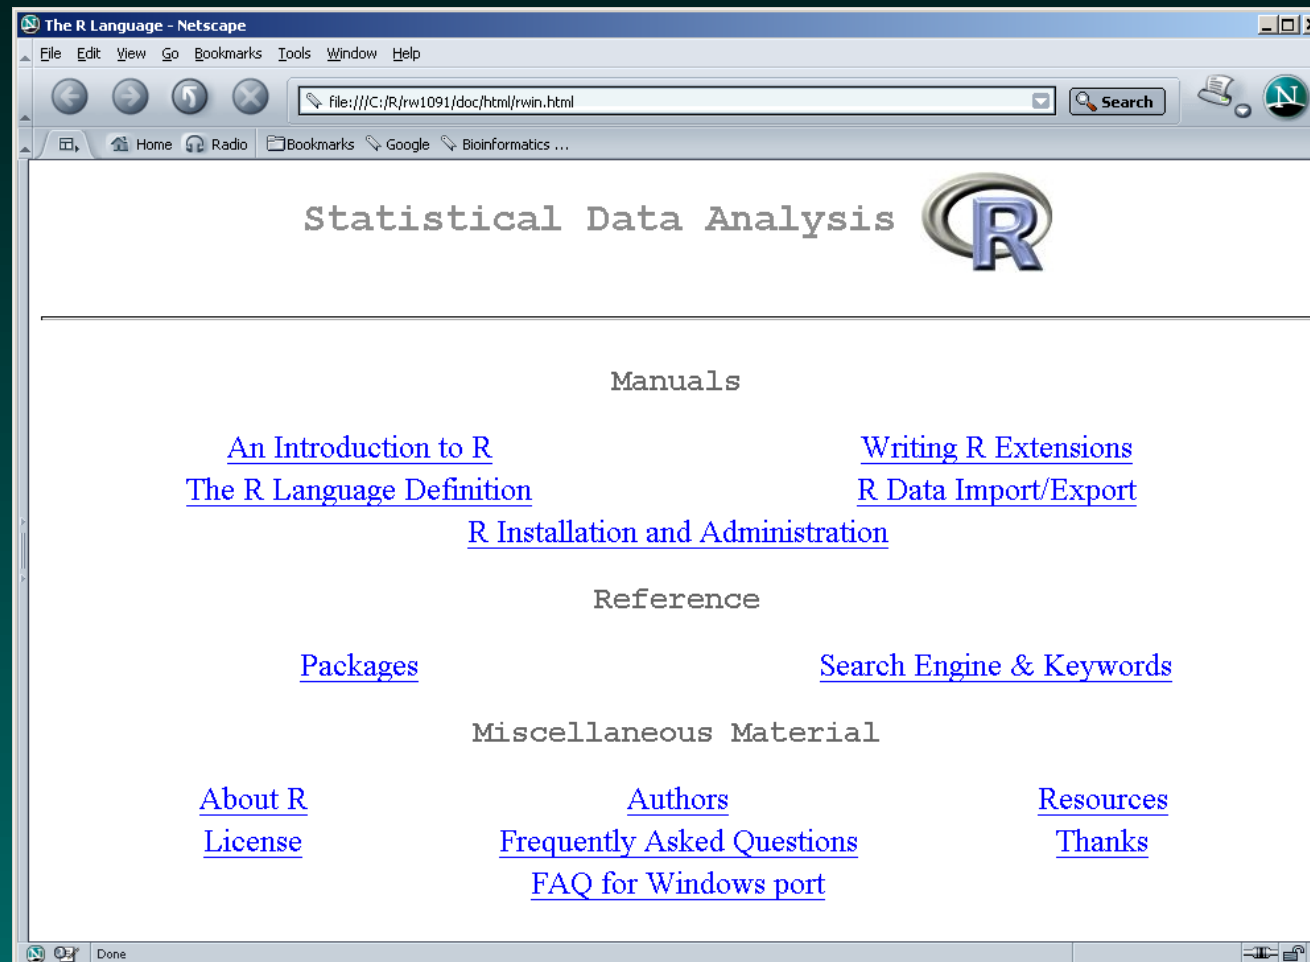 The R Language - Netscape
File Edit View Go Bookmarks Tools Window Help
file:///C:/R/rw1091/doc/html/rwin.html Search N
Home Radio Bookmarks Google Bioinformatics ...
Statistical Data Analysis R
Manuals
An Introduction to R Writing R Extensions
The R Language Definition R Data Import/Export
R Installation and Administration
Reference
Packages Search Engine & Keywords
Miscellaneous Material
About R Authors Resources
License Frequently Asked Questions Thanks
FAQ for Windows port
Done